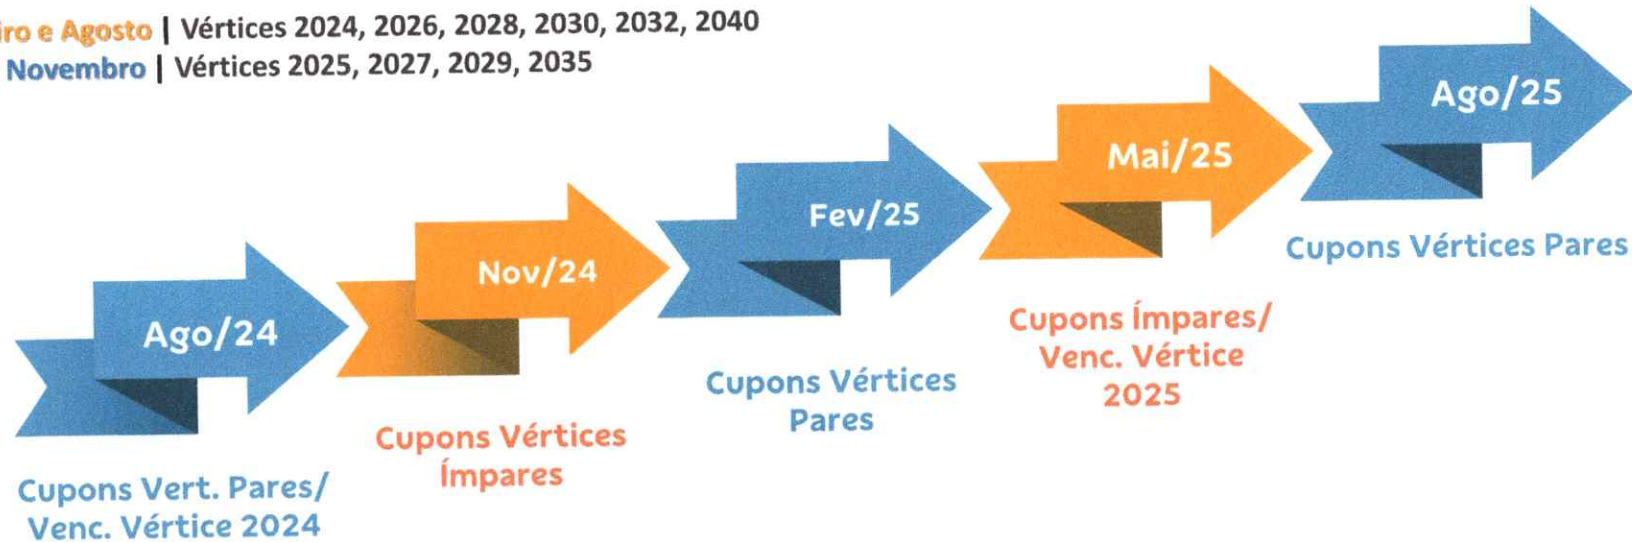 iro e Agosto | Vértices 2024, 2026, 2028, 2030, 2032, 2040
Novembro | Vértices 2025, 2027, 2029, 2035
Ago/24
Cupons Vert. Pares/
Venc. Vértice 2024
Nov/24
Cupons Vértices
Ímpares
Fev/25
Cupons Vértices
Pares
Mai/25
Cupons Ímpares/
Venc. Vértice
2025
Ago/25
Cupons Vértices Pares